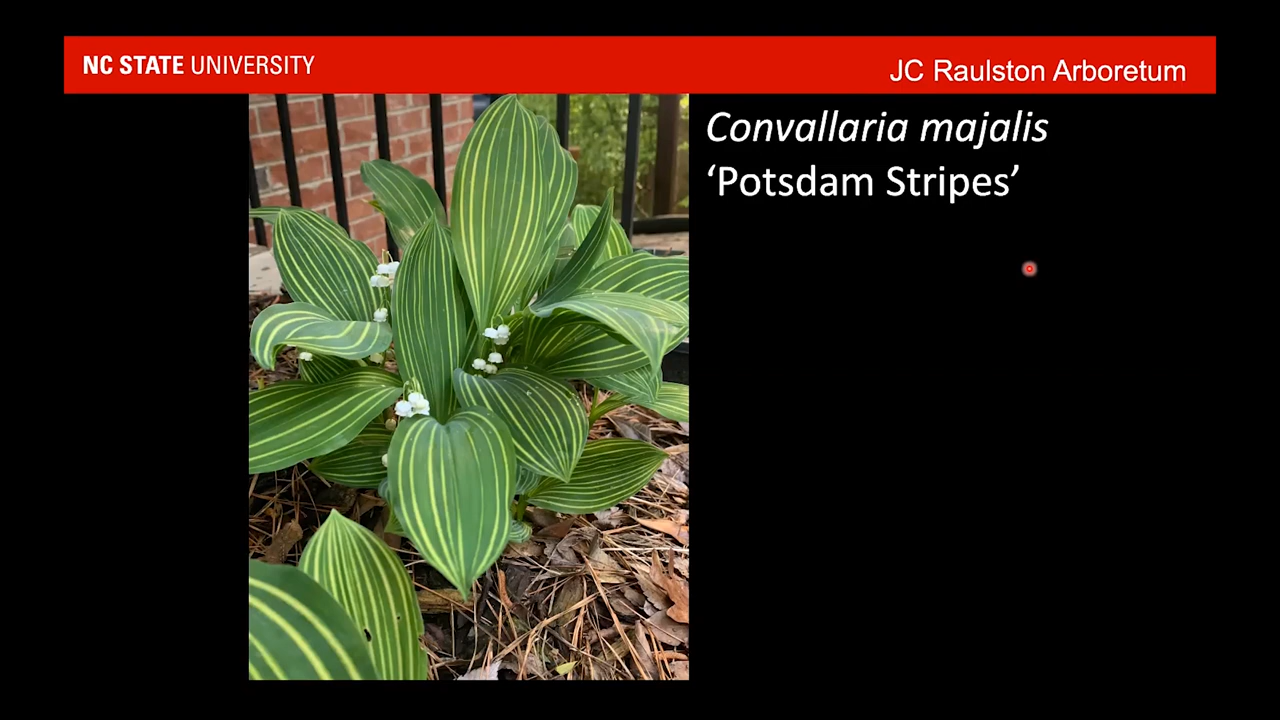 NC STATE UNIVERSITY
JC Raulston Arboretum
Convallaria majalis
‘Potsdam Stripes’